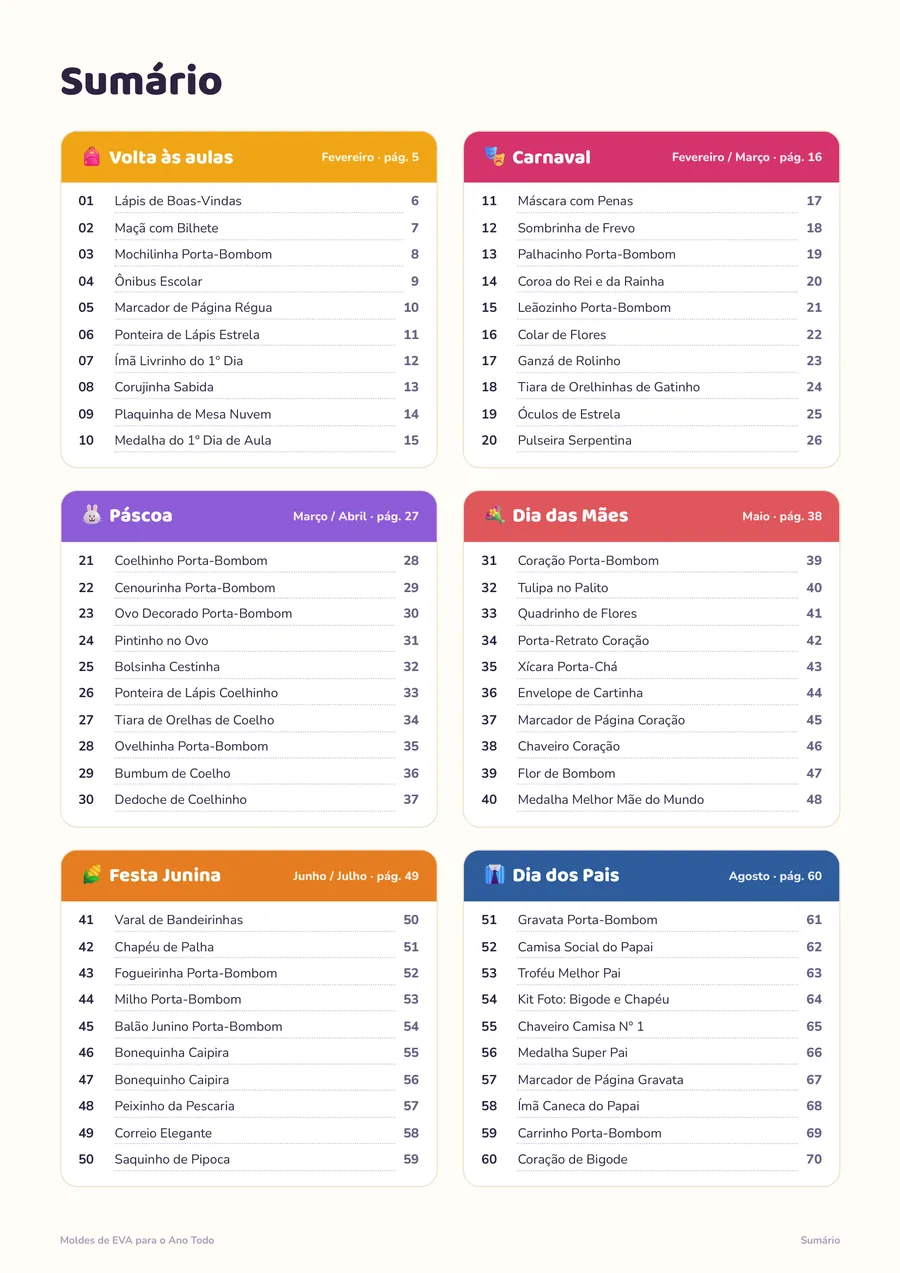 Sumário
Volta às aulas Fevereiro · pág. 5
01 Lápis de Boas-Vindas 6
02 Maçã com Bilhete 7
03 Mochilinha Porta-Bombom 8
04 Ônibus Escolar 9
05 Marcador de Página Régua 10
06 Ponteira de Lápis Estrela 11
07 Ímã Livrinho do 1º Dia 12
08 Corujinha Sabida 13
09 Plaquinha de Mesa Nuvem 14
10 Medalha do 1º Dia de Aula 15
Carnaval Fevereiro / Março · pág. 16
11 Máscara com Penas 17
12 Sombrinha de Frevo 18
13 Palhacinho Porta-Bombom 19
14 Coroa do Rei e da Rainha 20
15 Leãozinho Porta-Bombom 21
16 Colar de Flores 22
17 Ganzá de Rolinho 23
18 Tiara de Orelhinhas de Gatinho 24
19 Óculos de Estrela 25
20 Pulseira Serpentina 26
Páscoa Março / Abril · pág. 27
21 Coelhinho Porta-Bombom 28
22 Cenourinha Porta-Bombom 29
23 Ovo Decorado Porta-Bombom 30
24 Pintinho no Ovo 31
25 Bolsinha Cestinha 32
26 Ponteira de Lápis Coelhinho 33
27 Tiara de Orelhas de Coelho 34
28 Ovelhinha Porta-Bombom 35
29 Bumbum de Coelho 36
30 Dedoche de Coelhinho 37
Dia das Mães Maio · pág. 38
31 Coração Porta-Bombom 39
32 Tulipa no Palito 40
33 Quadrinho de Flores 41
34 Porta-Retrato Coração 42
35 Xícara Porta-Chá 43
36 Envelope de Cartinha 44
37 Marcador de Página Coração 45
38 Chaveiro Coração 46
39 Flor de Bombom 47
40 Medalha Melhor Mãe do Mundo 48
Festa Junina Junho / Julho · pág. 49
41 Varal de Bandeirinhas 50
42 Chapéu de Palha 51
43 Fogueirinha Porta-Bombom 52
44 Milho Porta-Bombom 53
45 Balão Junino Porta-Bombom 54
46 Bonequinha Caipira 55
47 Bonequinho Caipira 56
48 Peixinho da Pescaria 57
49 Correio Elegante 58
50 Saquinho de Pipoca 59
Dia dos Pais Agosto · pág. 60
51 Gravata Porta-Bombom 61
52 Camisa Social do Papai 62
53 Troféu Melhor Pai 63
54 Kit Foto: Bigode e Chapéu 64
55 Chaveiro Camisa Nº 1 65
56 Medalha Super Pai 66
57 Marcador de Página Gravata 67
58 Ímã Caneca do Papai 68
59 Carrinho Porta-Bombom 69
60 Coração de Bigode 70
Moldes de EVA para o Ano Todo Sumário